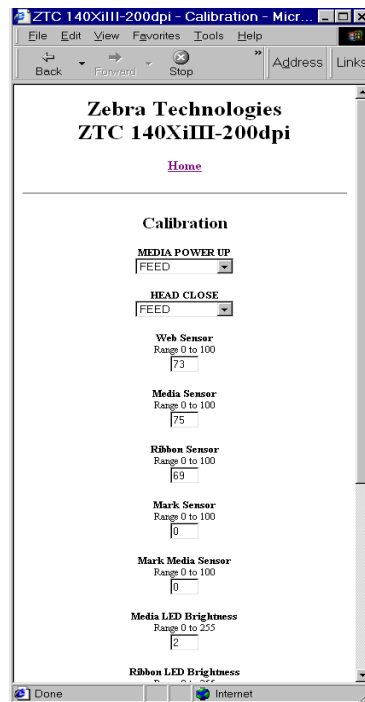 ZTC 140XiIII-200dpi - Calibration - Micr...
File Edit View Favorites Tools Help
Back Forward Stop » Address Links
Zebra Technologies
ZTC 140XiIII-200dpi
Home
Calibration
MEDIA POWER UP
FEED
HEAD CLOSE
FEED
Web Sensor
Range 0 to 100
73
Media Sensor
Range 0 to 100
75
Ribbon Sensor
Range 0 to 100
69
Mark Sensor
Range 0 to 100
0
Mark Media Sensor
Range 0 to 100
0
Media LED Brightness
Range 0 to 255
2
Ribbon LED Brightness
Done Internet